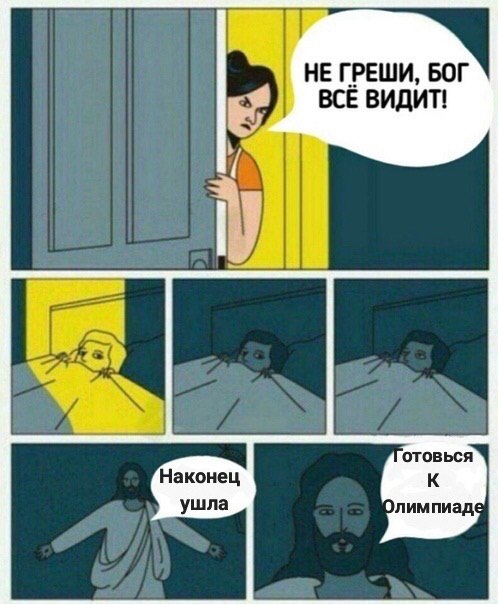 НЕ ГРЕШИ, БОГ
ВСЁ ВИДИТ!
Наконец
ушла
Готовься
К
Олимпиаде